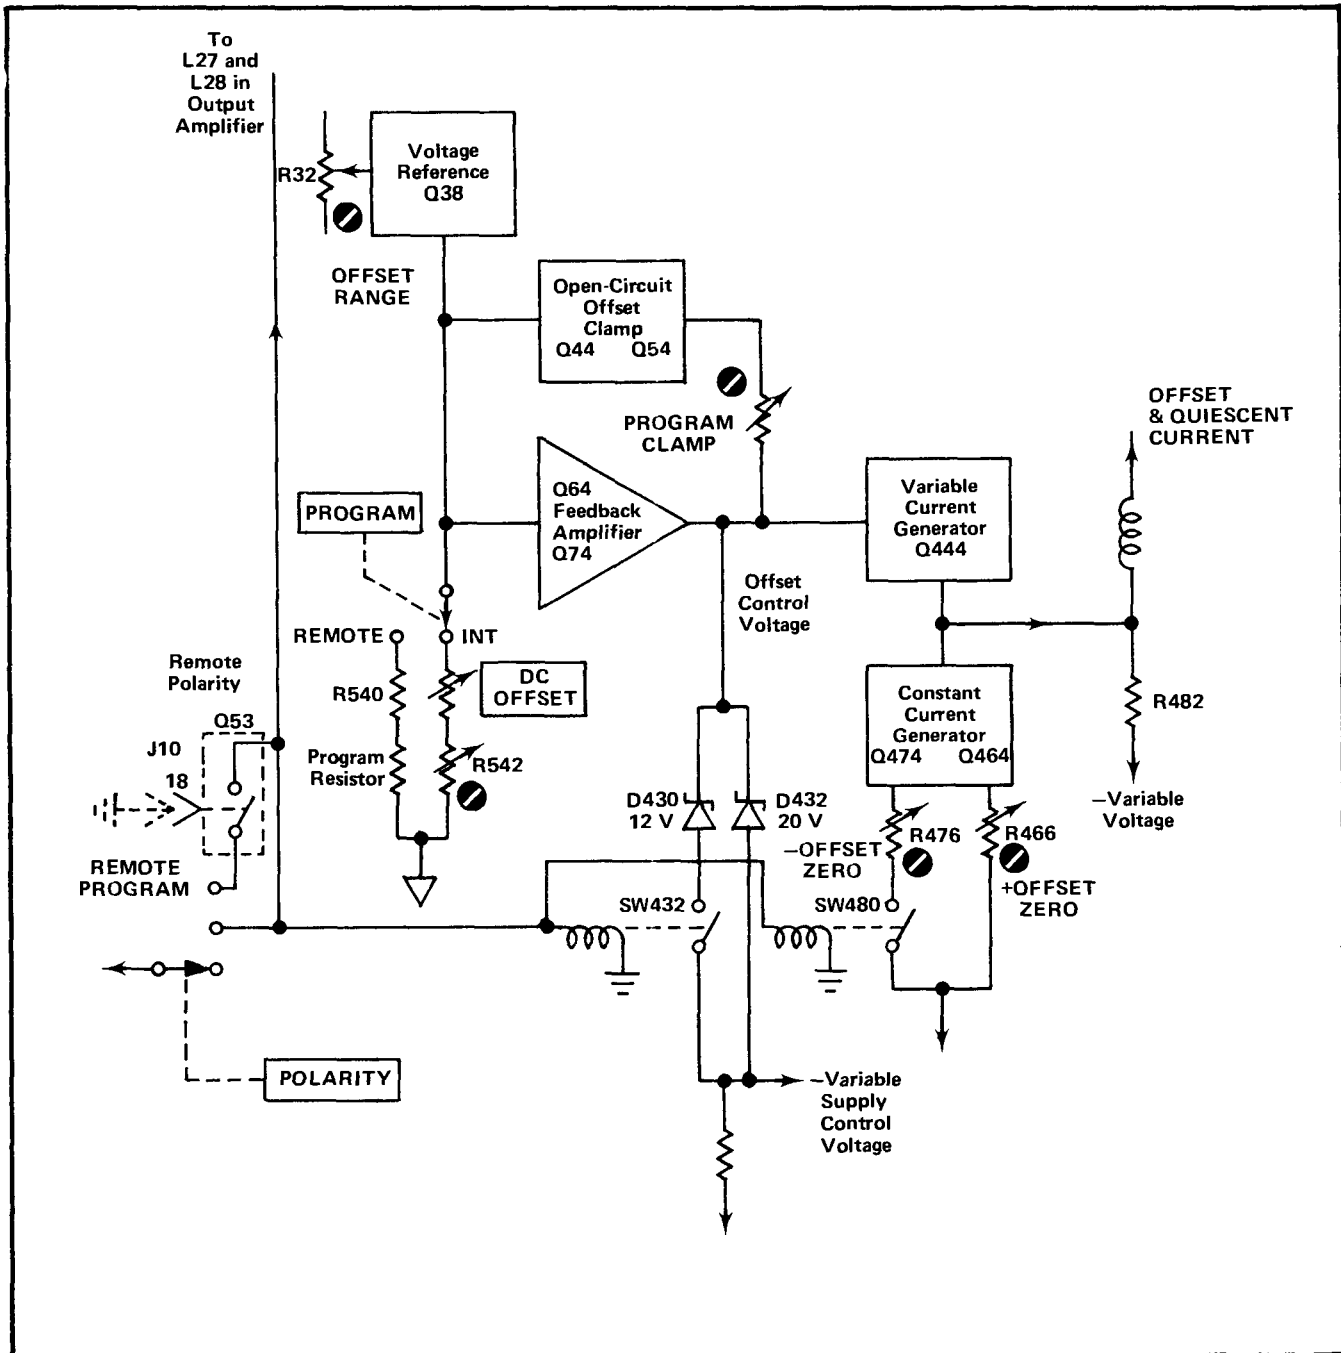 To
L27 and
L28 in
Output
Amplifier
R32
Voltage
Reference
Q38
OFFSET
RANGE
Open-Circuit
Offset
Clamp
Q44 Q54
PROGRAM
CLAMP
OFFSET
& QUIESCENT
CURRENT
PROGRAM
Q64
Feedback
Amplifier
Q74
Variable
Current
Generator
Q444
Offset
Control
Voltage
REMOTE
INT
Remote
Polarity
R540
DC
OFFSET
Constant
Current
Generator
Q474 Q464
R482
Q53
J10
18
Program
Resistor
R542
D430
12 V
D432
20 V
R476
R466
−Variable
Voltage
−OFFSET
ZERO
+OFFSET
ZERO
REMOTE
PROGRAM
SW432
SW480
POLARITY
−Variable
Supply
Control
Voltage